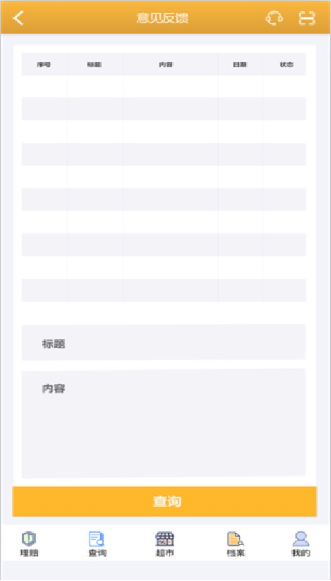 意见反馈
序号 标题 内容 日期 状态
标题
内容
查询
理赔 查询 超市 档案 我的